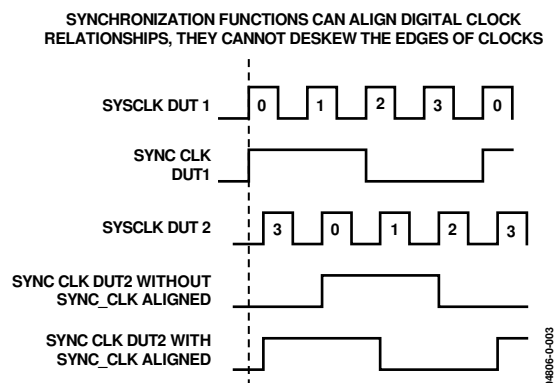 SYNCHRONIZATION FUNCTIONS CAN ALIGN DIGITAL CLOCK
RELATIONSHIPS, THEY CANNOT DESKEW THE EDGES OF CLOCKS
SYSCLK DUT 1
0 1 2 3 0
SYNC CLK
DUT1
SYSCLK DUT 2
3 0 1 2 3
SYNC CLK DUT2 WITHOUT
SYNC_CLK ALIGNED
SYNC CLK DUT2 WITH
SYNC_CLK ALIGNED
04806-0-003